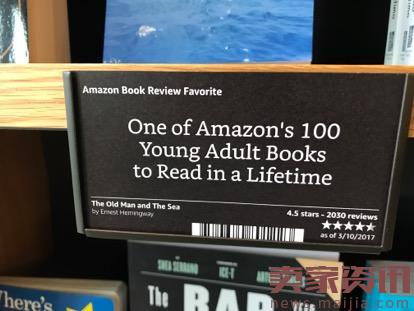 Amazon Book Review Favorite
One of Amazon's 100
Young Adult Books
to Read in a Lifetime
The Old Man and The Sea
by Ernest Hemingway
4.5 stars - 2030 reviews
as of 3/10/2017
SHEA SERRANO
ICE-T
The
RAP
here's
卖家资讯
news.maijia.com